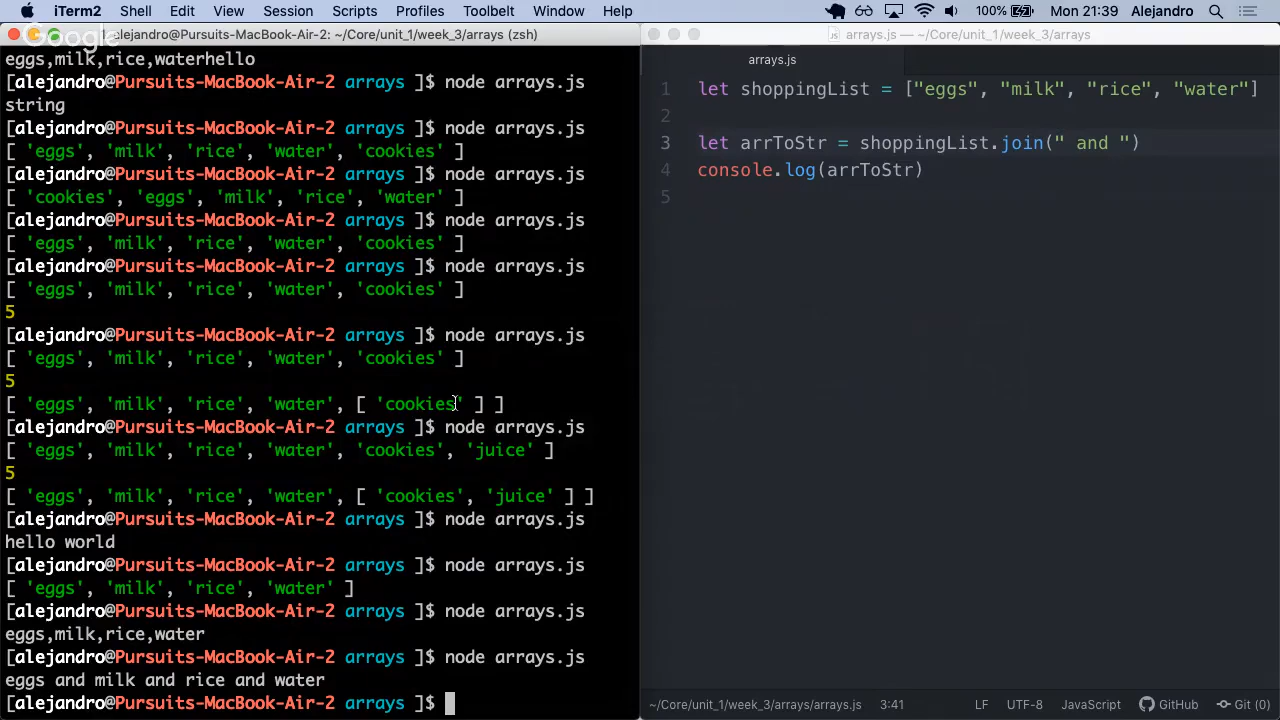 iTerm2 Shell Edit View Session Scripts Profiles Toolbelt Window Help 100% Mon 21:39 Alejandro
Google
alejandro@Pursuits-MacBook-Air-2: ~/Core/unit_1/week_3/arrays (zsh)
eggs,milk,rice,waterhello
[alejandro@Pursuits-MacBook-Air-2 arrays ]$ node arrays.js
string
[alejandro@Pursuits-MacBook-Air-2 arrays ]$ node arrays.js
[ 'eggs', 'milk', 'rice', 'water', 'cookies' ]
[alejandro@Pursuits-MacBook-Air-2 arrays ]$ node arrays.js
[ 'cookies', 'eggs', 'milk', 'rice', 'water' ]
[alejandro@Pursuits-MacBook-Air-2 arrays ]$ node arrays.js
[ 'eggs', 'milk', 'rice', 'water', 'cookies' ]
[alejandro@Pursuits-MacBook-Air-2 arrays ]$ node arrays.js
[ 'eggs', 'milk', 'rice', 'water', 'cookies' ]
5
[alejandro@Pursuits-MacBook-Air-2 arrays ]$ node arrays.js
[ 'eggs', 'milk', 'rice', 'water', 'cookies' ]
5
[ 'eggs', 'milk', 'rice', 'water', [ 'cookies' ] ]
[alejandro@Pursuits-MacBook-Air-2 arrays ]$ node arrays.js
[ 'eggs', 'milk', 'rice', 'water', 'cookies', 'juice' ]
5
[ 'eggs', 'milk', 'rice', 'water', [ 'cookies', 'juice' ] ]
[alejandro@Pursuits-MacBook-Air-2 arrays ]$ node arrays.js
hello world
[alejandro@Pursuits-MacBook-Air-2 arrays ]$ node arrays.js
[ 'eggs', 'milk', 'rice', 'water' ]
[alejandro@Pursuits-MacBook-Air-2 arrays ]$ node arrays.js
eggs,milk,rice,water
[alejandro@Pursuits-MacBook-Air-2 arrays ]$ node arrays.js
eggs and milk and rice and water
[alejandro@Pursuits-MacBook-Air-2 arrays ]$
arrays.js — ~/Core/unit_1/week_3/arrays
arrays.js
1 let shoppingList = ["eggs", "milk", "rice", "water"]
2
3 let arrToStr = shoppingList.join(" and ")
4 console.log(arrToStr)
5
~/Core/unit_1/week_3/arrays/arrays.js 3:41 LF UTF-8 JavaScript GitHub Git (0)